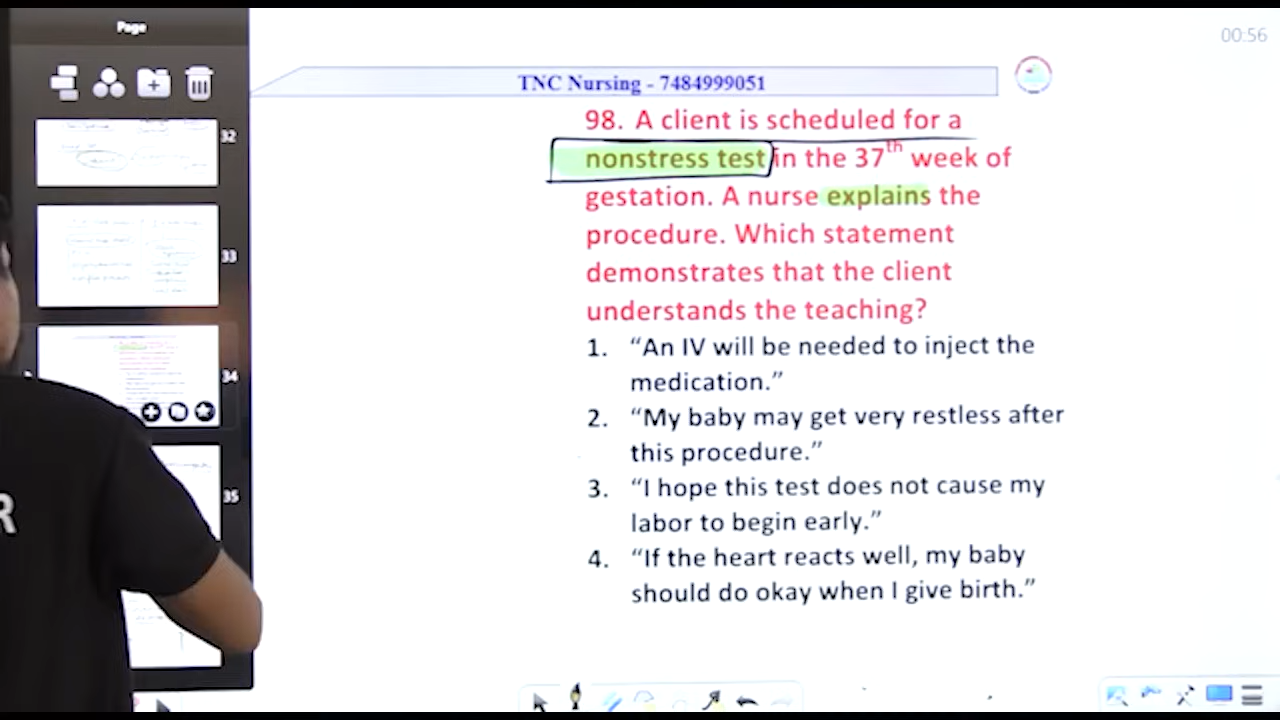 Page
00:56
32
TNC Nursing - 7484999051
98. A client is scheduled for a
nonstress test in the 37th week of
gestation. A nurse explains the
33
procedure. Which statement
demonstrates that the client
understands the teaching?
1. “An IV will be needed to inject the
34
medication.”
2. “My baby may get very restless after
this procedure.”
3. “I hope this test does not cause my
35
labor to begin early.”
R
4. “If the heart reacts well, my baby
should do okay when I give birth.”